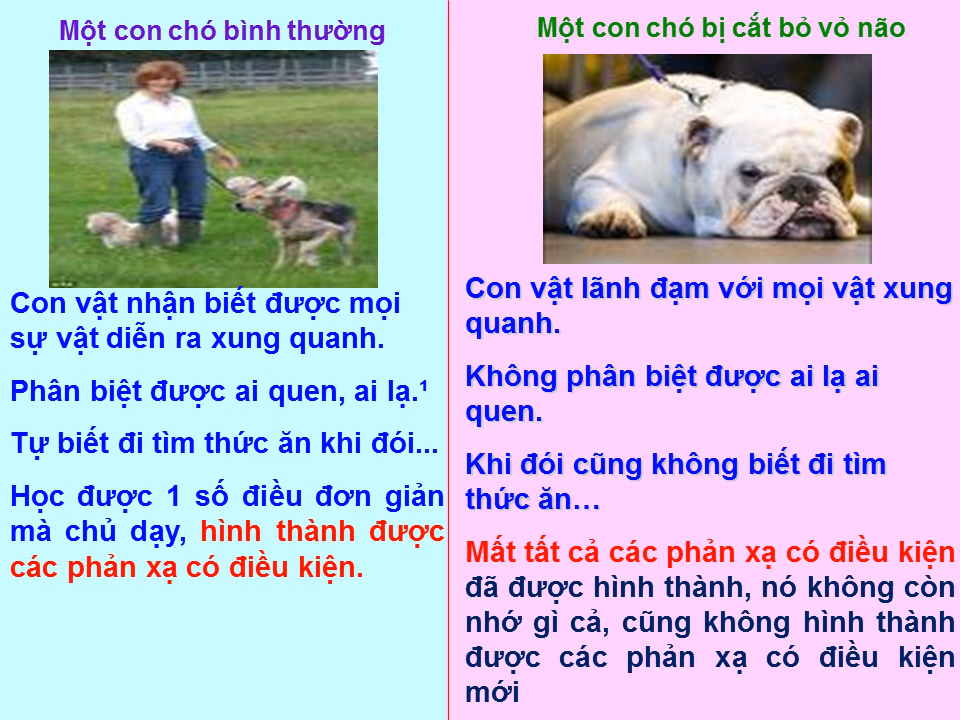 Một con chó bình thường
Con vật nhận biết được mọi
sự vật diễn ra xung quanh.
Phân biệt được ai quen, ai lạ.¹
Tự biết đi tìm thức ăn khi đói...
Học được 1 số điều đơn giản
mà chủ dạy, hình thành được
các phản xạ có điều kiện.
Một con chó bị cắt bỏ vỏ não
Con vật lãnh đạm với mọi vật xung
quanh.
Không phân biệt được ai lạ ai
quen.
Khi đói cũng không biết đi tìm
thức ăn…
Mất tất cả các phản xạ có điều kiện
đã được hình thành, nó không còn
nhớ gì cả, cũng không hình thành
được các phản xạ có điều kiện
mới